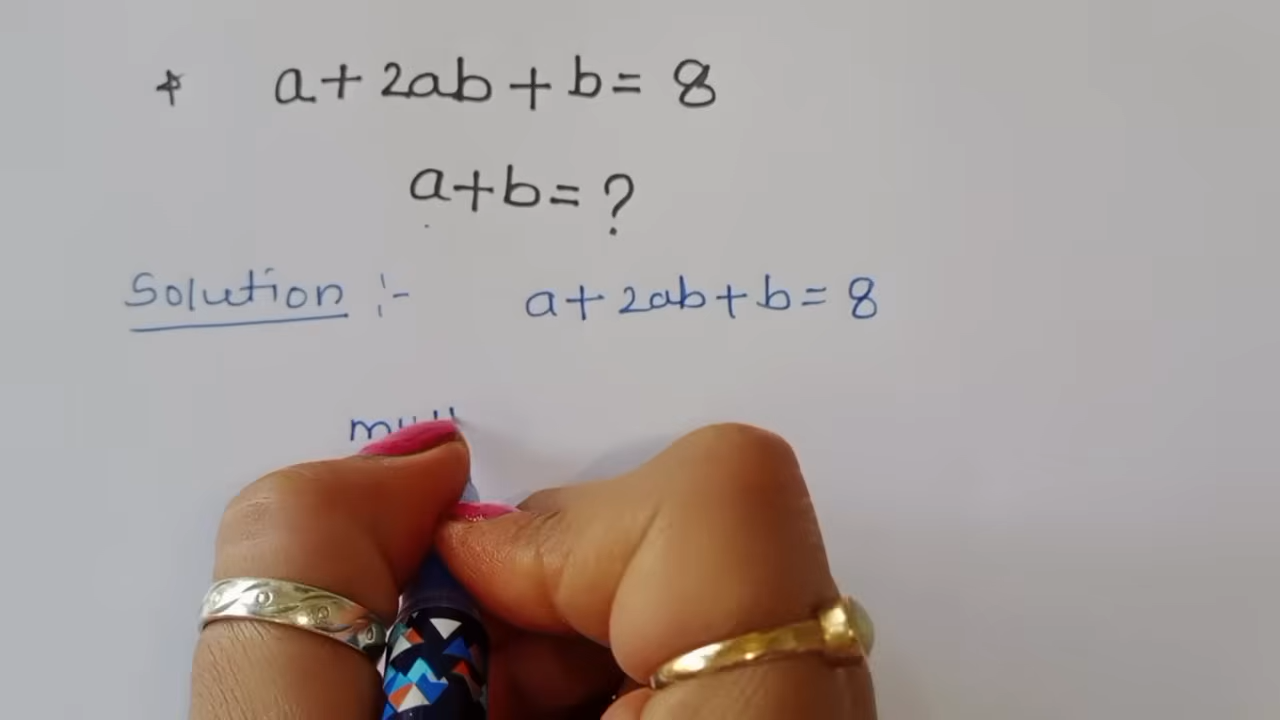 * a+2ab+b=8
a+b=?
Solution :- a+2ab+b=8